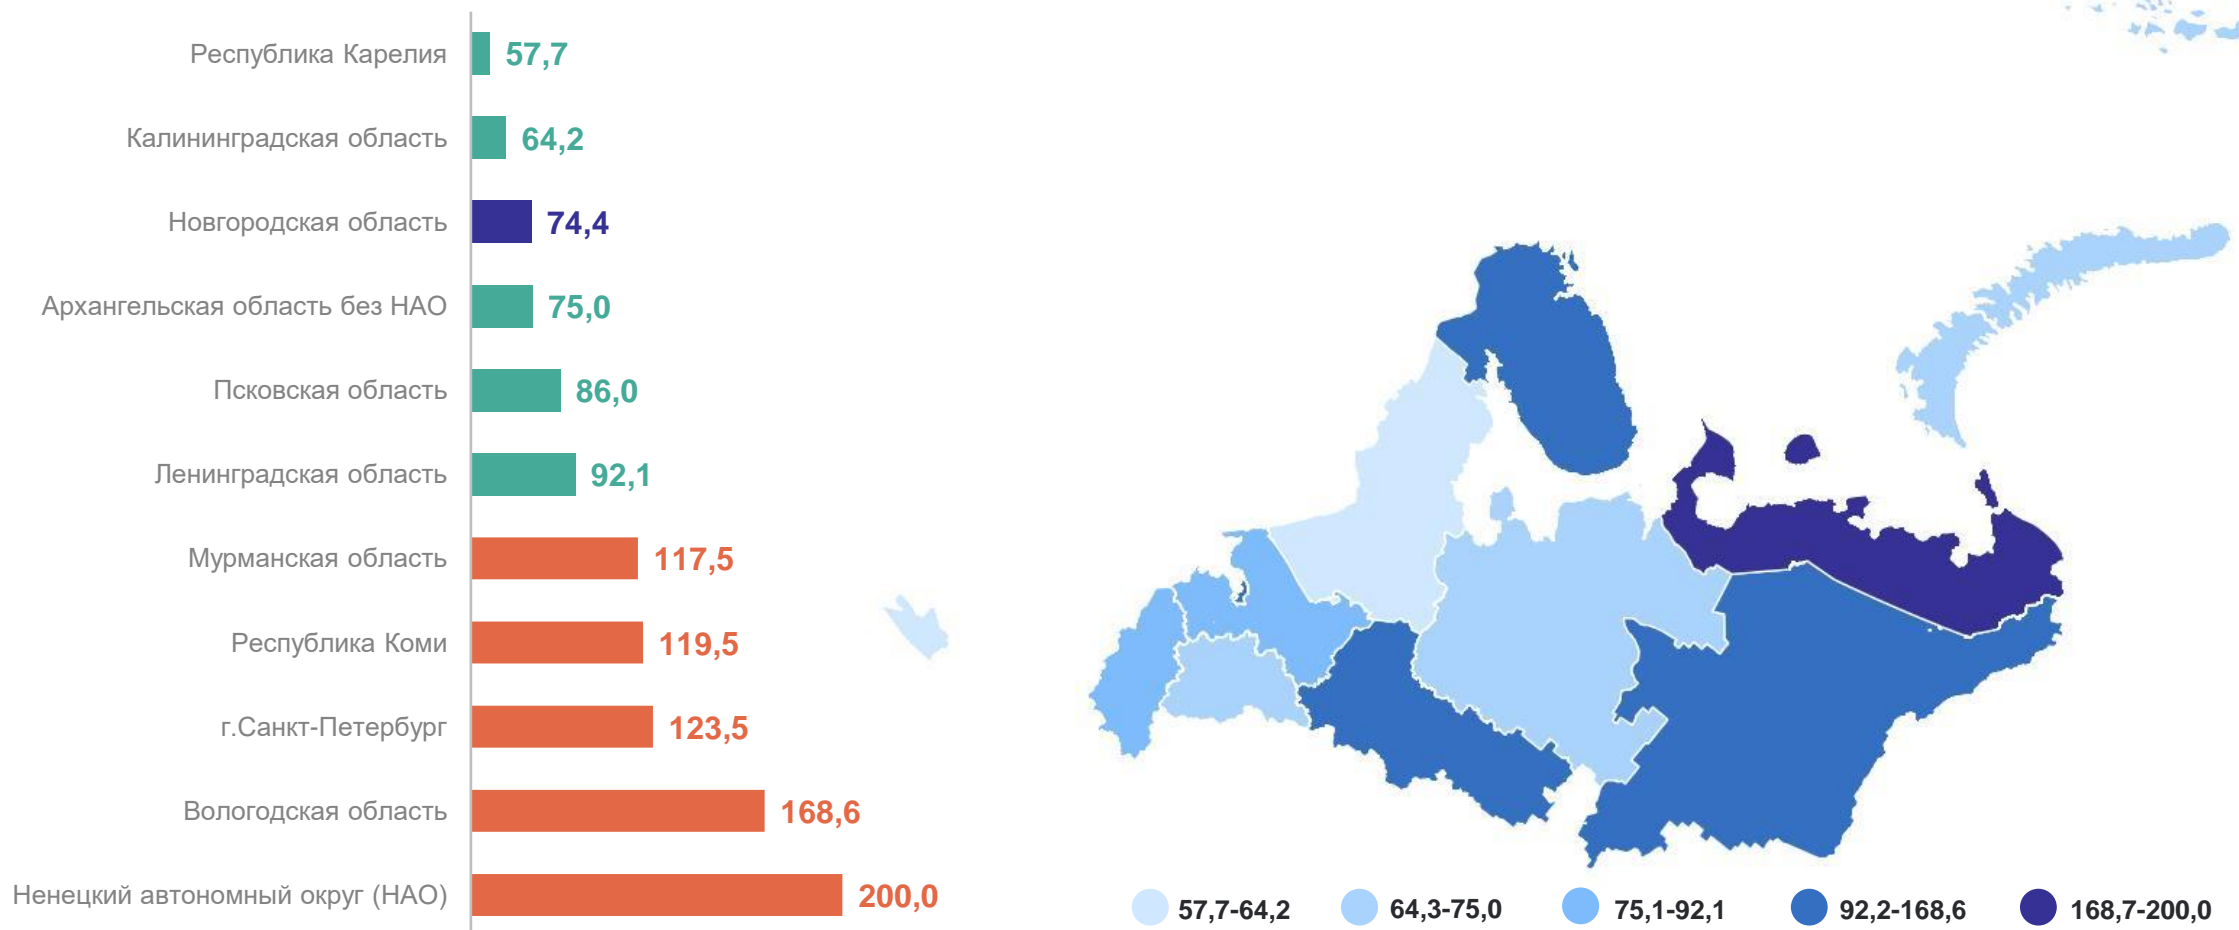 Республика Карелия 57,7
Калининградская область 64,2
Новгородская область 74,4
Архангельская область без НАО 75,0
Псковская область 86,0
Ленинградская область 92,1
Мурманская область 117,5
Республика Коми 119,5
г.Санкт-Петербург 123,5
Вологодская область 168,6
Ненецкий автономный округ (НАО) 200,0
57,7-64,2 64,3-75,0 75,1-92,1 92,2-168,6 168,7-200,0